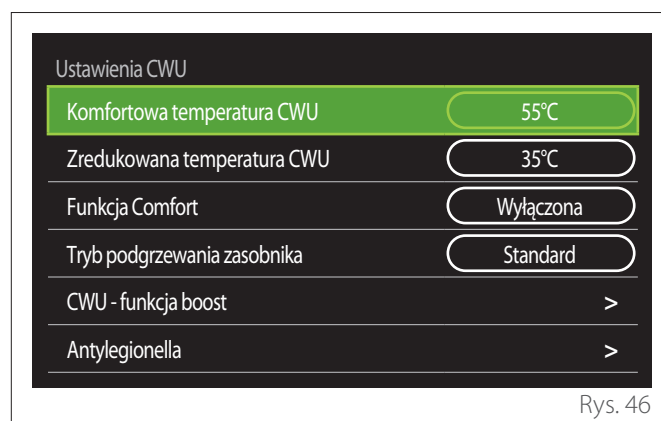 Ustawienia CWU
Komfortowa temperatura CWU 55°C
Zredukowana temperatura CWU 35°C
Funkcja Comfort Wyłączona
Tryb podgrzewania zasobnika Standard
CWU - funkcja boost >
Antylegionella >
Rys. 46